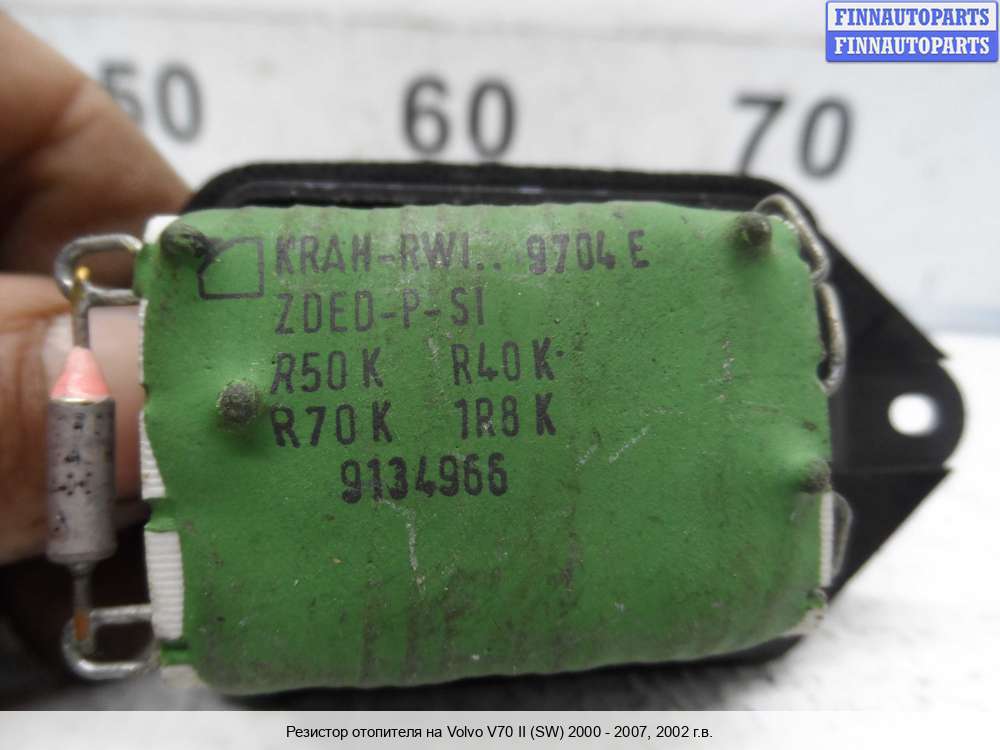 FINNAUTOPARTS
FINNAUTOPARTS
50 60 70
KRAH-RWI.. 9704 E
ZDED-P-SI
R50 K R40 K
R70 K 1R8 K
9134966
Резистор отопителя на Volvo V70 II (SW) 2000 - 2007, 2002 г.в.